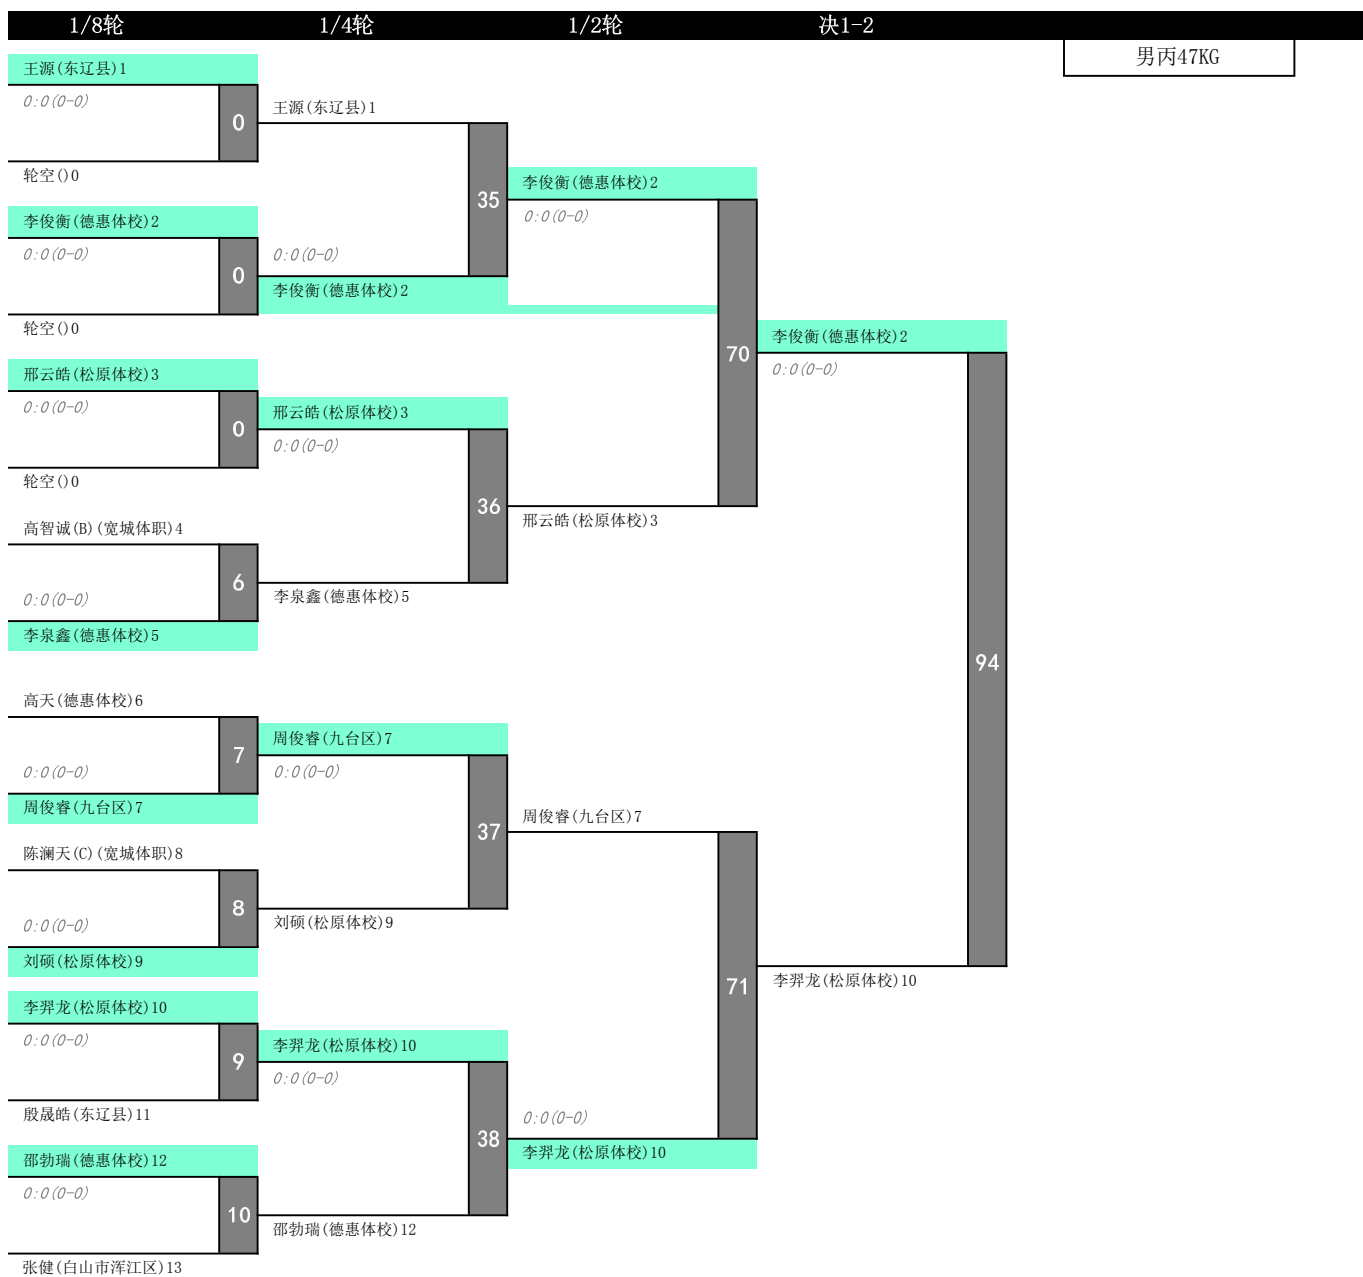 1/8轮 1/4轮 1/2轮 决1-2
男丙47KG
王源(东辽县)1
0:0(0-0)
0
轮空()0
李俊衡(德惠体校)2
0:0(0-0)
0
轮空()0
邢云皓(松原体校)3
0:0(0-0)
0
轮空()0
高智诚(B)(宽城体职)4
6
0:0(0-0)
李泉鑫(德惠体校)5
高天(德惠体校)6
7
0:0(0-0)
周俊睿(九台区)7
陈澜天(C)(宽城体职)8
8
0:0(0-0)
刘硕(松原体校)9
李羿龙(松原体校)10
0:0(0-0)
9
殷晟皓(东辽县)11
邵勃瑞(德惠体校)12
0:0(0-0)
10
张健(白山市浑江区)13
王源(东辽县)1
35
0:0(0-0)
李俊衡(德惠体校)2
邢云皓(松原体校)3
0:0(0-0)
36
李泉鑫(德惠体校)5
周俊睿(九台区)7
0:0(0-0)
37
刘硕(松原体校)9
李羿龙(松原体校)10
0:0(0-0)
38
邵勃瑞(德惠体校)12
李俊衡(德惠体校)2
0:0(0-0)
70
邢云皓(松原体校)3
周俊睿(九台区)7
71
0:0(0-0)
李羿龙(松原体校)10
李俊衡(德惠体校)2
0:0(0-0)
94
李羿龙(松原体校)10